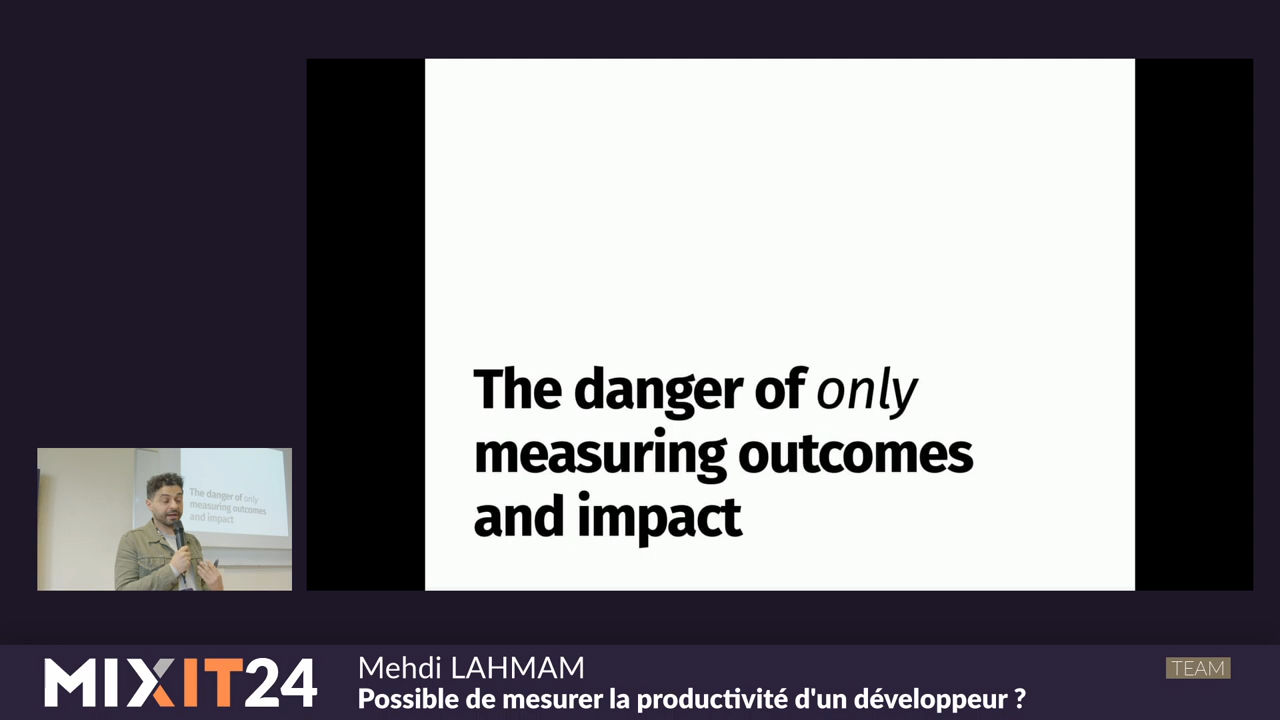 The danger of only
measuring outcomes
and impact
The danger of only
measuring outcomes
and impact
MIXIT24
Mehdi LAHMAM
Possible de mesurer la productivité d'un développeur ?
TEAM